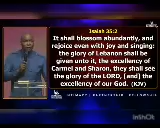 Isaiah 35:2
It shall blossom abundantly, and
rejoice even with joy and singing:
the glory of Lebanon shall be
given unto it, the excellency of
Carmel and Sharon, they shall see
the glory of the LORD, [and] the
excellency of our God. (KJV)